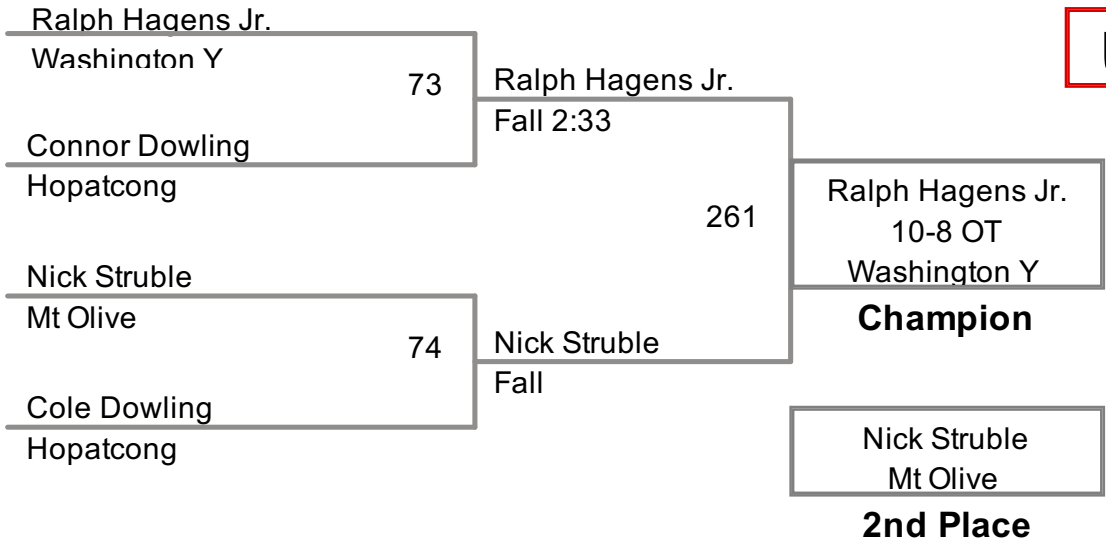 Ralph Hagens Jr.
Washington Y
73
Connor Dowling
Hopatcong
Ralph Hagens Jr.
Fall 2:33
261
Nick Struble
Mt Olive
74
Cole Dowling
Hopatcong
Nick Struble
Fall
Ralph Hagens Jr.
10-8 OT
Washington Y
Champion
Nick Struble
Mt Olive
2nd Place